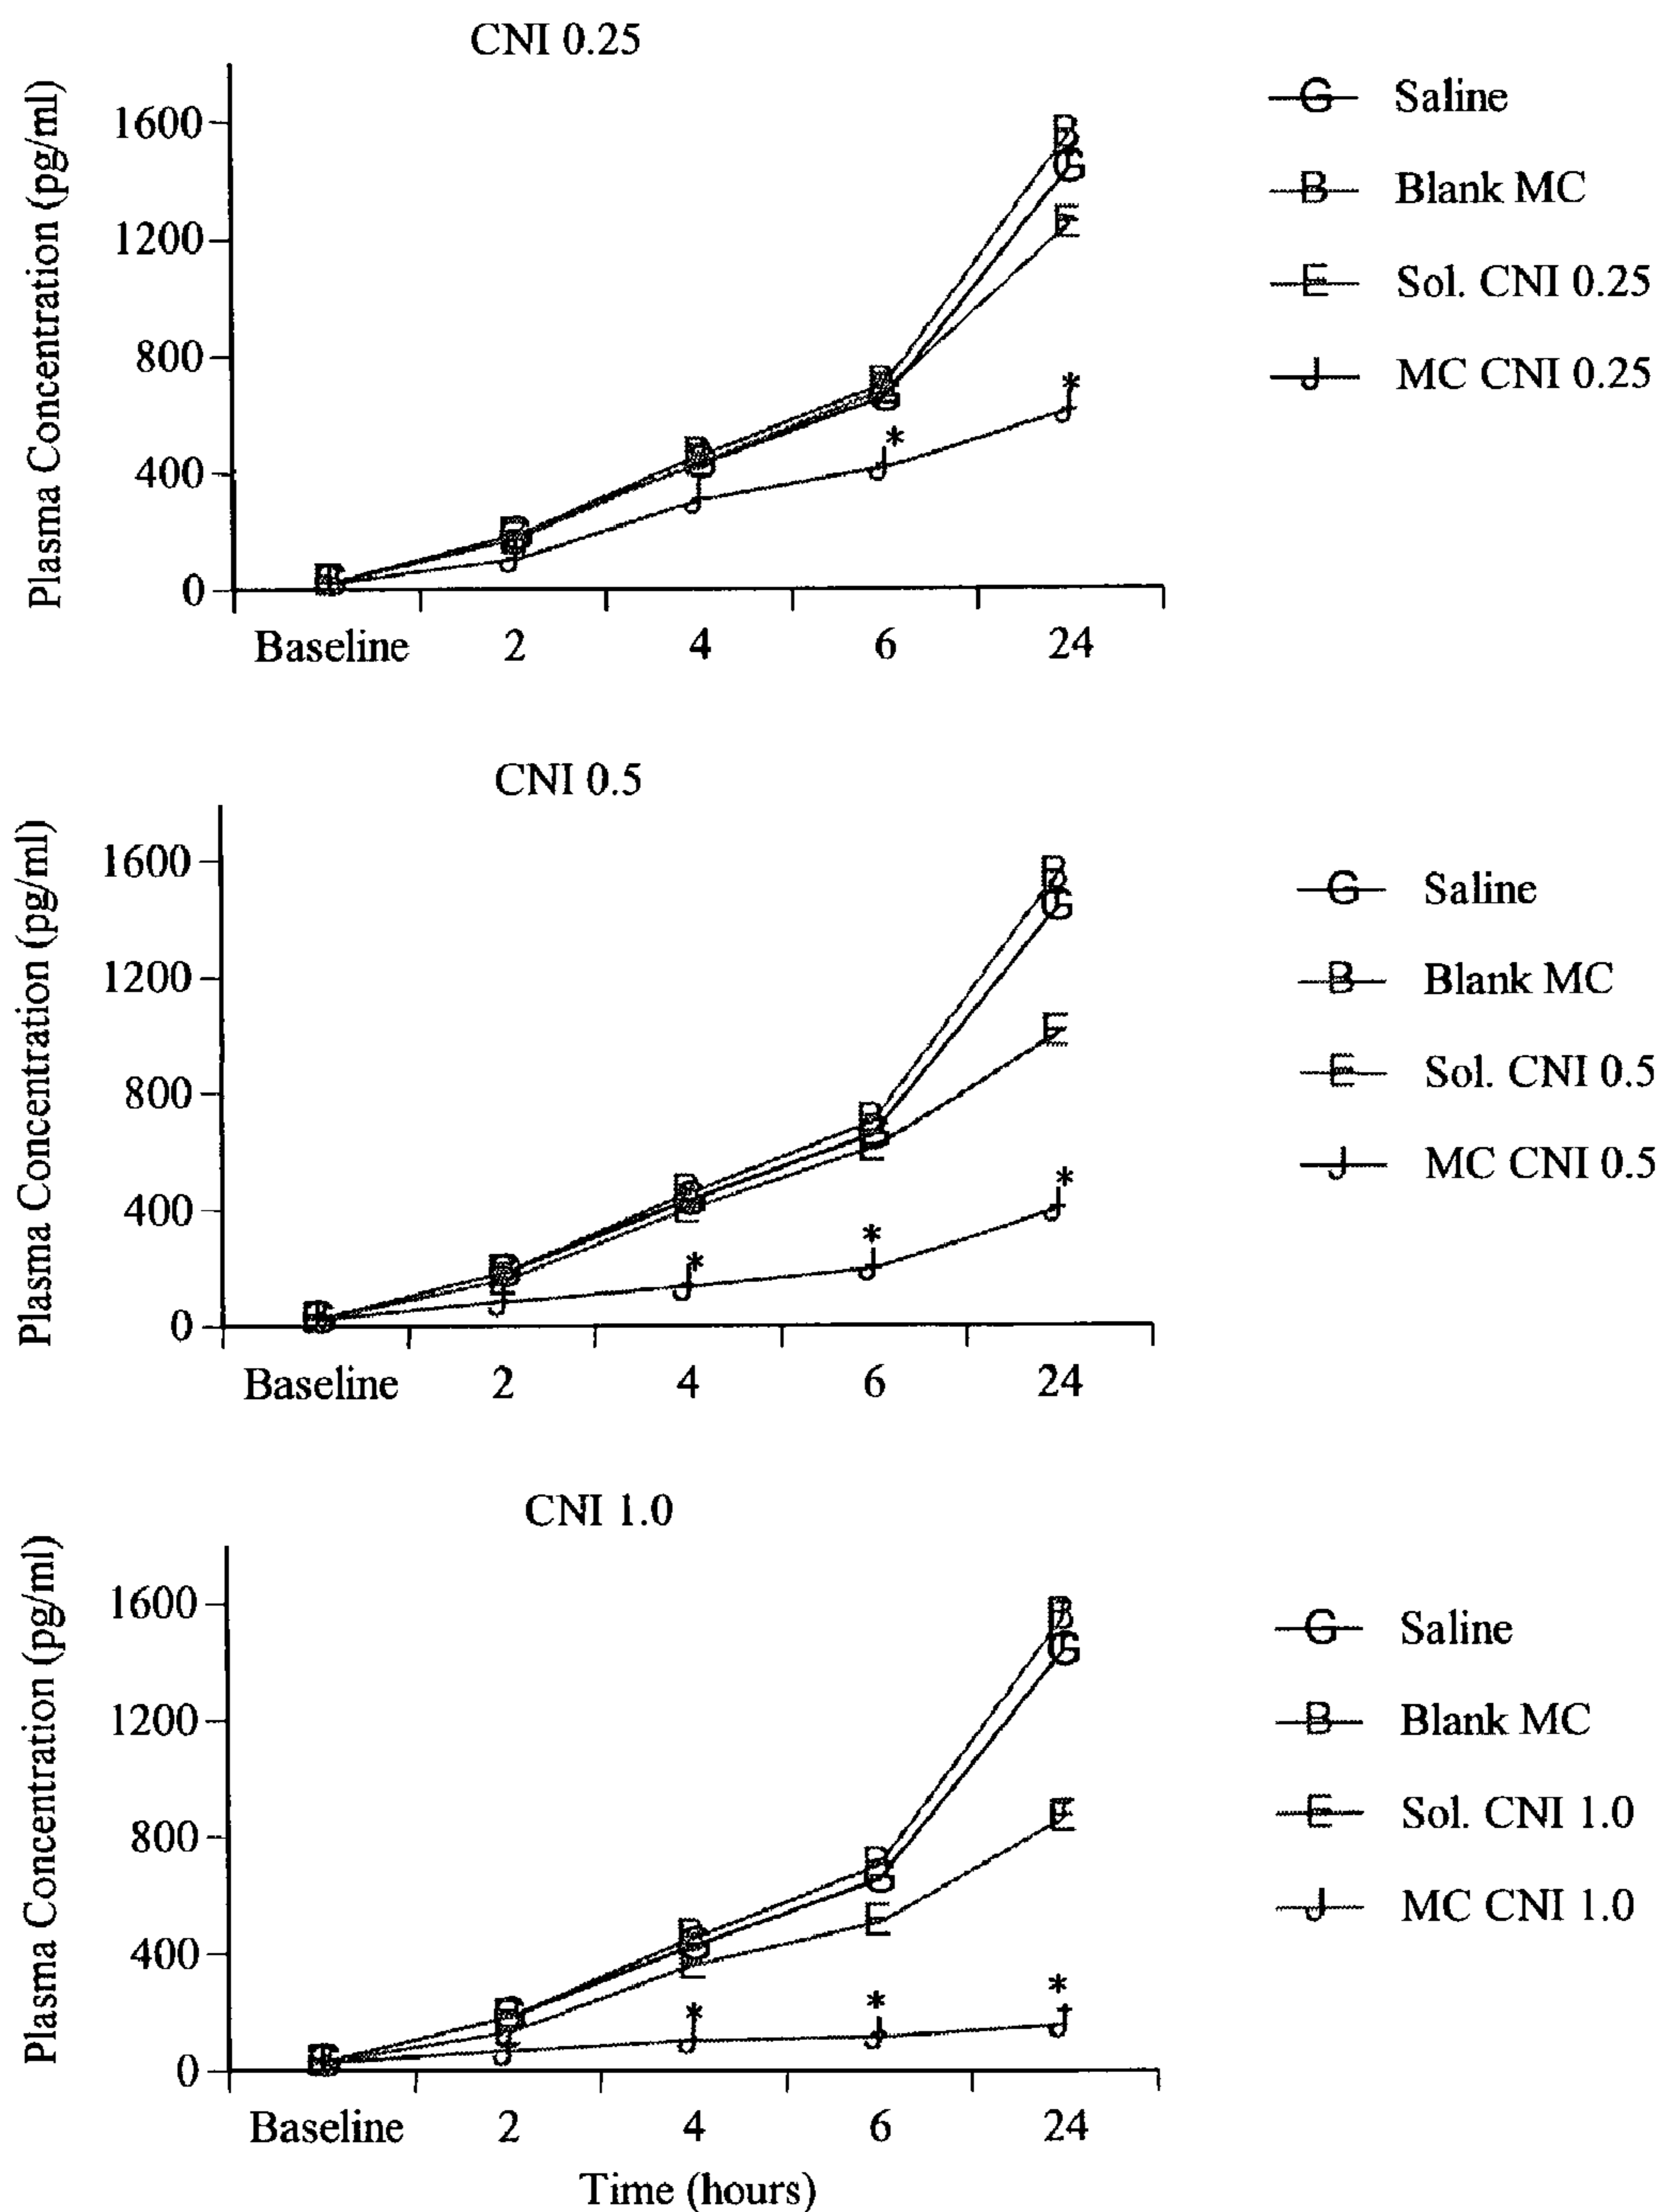 CNI 0.25
Plasma Concentration (pg/ml)
1600
1200
800
400
0
Baseline 2 4 6 24
G Saline
B Blank MC
E Sol. CNI 0.25
J MC CNI 0.25
* *
CNI 0.5
Plasma Concentration (pg/ml)
1600
1200
800
400
0
Baseline 2 4 6 24
G Saline
B Blank MC
E Sol. CNI 0.5
J MC CNI 0.5
* * *
CNI 1.0
Plasma Concentration (pg/ml)
1600
1200
800
400
0
Baseline 2 4 6 24
Time (hours)
G Saline
B Blank MC
E Sol. CNI 1.0
J MC CNI 1.0
* * *